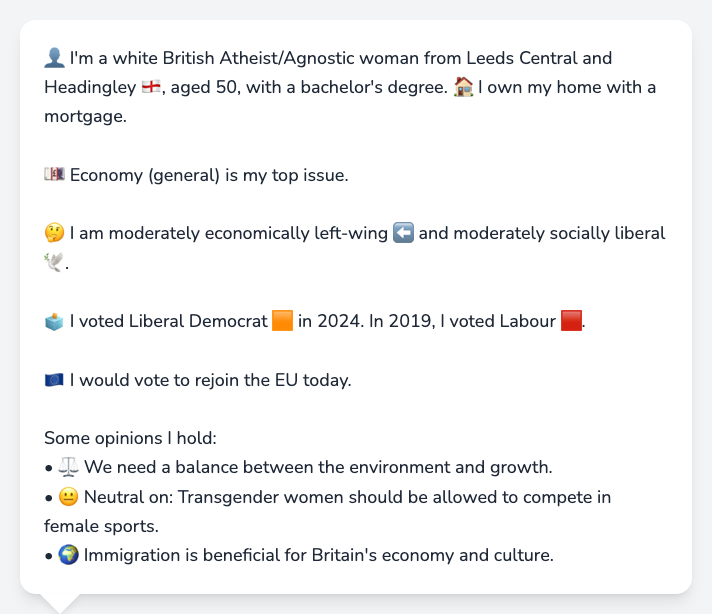 👤 I'm a white British Atheist/Agnostic woman from Leeds Central and
Headingley 🏴󠁧󠁢󠁥󠁮󠁧󠁿, aged 50, with a bachelor's degree. 🏠 I own my home with a
mortgage.
💷 Economy (general) is my top issue.
🤔 I am moderately economically left-wing ⬅️ and moderately socially liberal
🕊️.
🗳️ I voted Liberal Democrat 🟧 in 2024. In 2019, I voted Labour 🟥.
🇪🇺 I would vote to rejoin the EU today.
Some opinions I hold:
• ⚖️ We need a balance between the environment and growth.
• 😐 Neutral on: Transgender women should be allowed to compete in
female sports.
• 🌍 Immigration is beneficial for Britain's economy and culture.